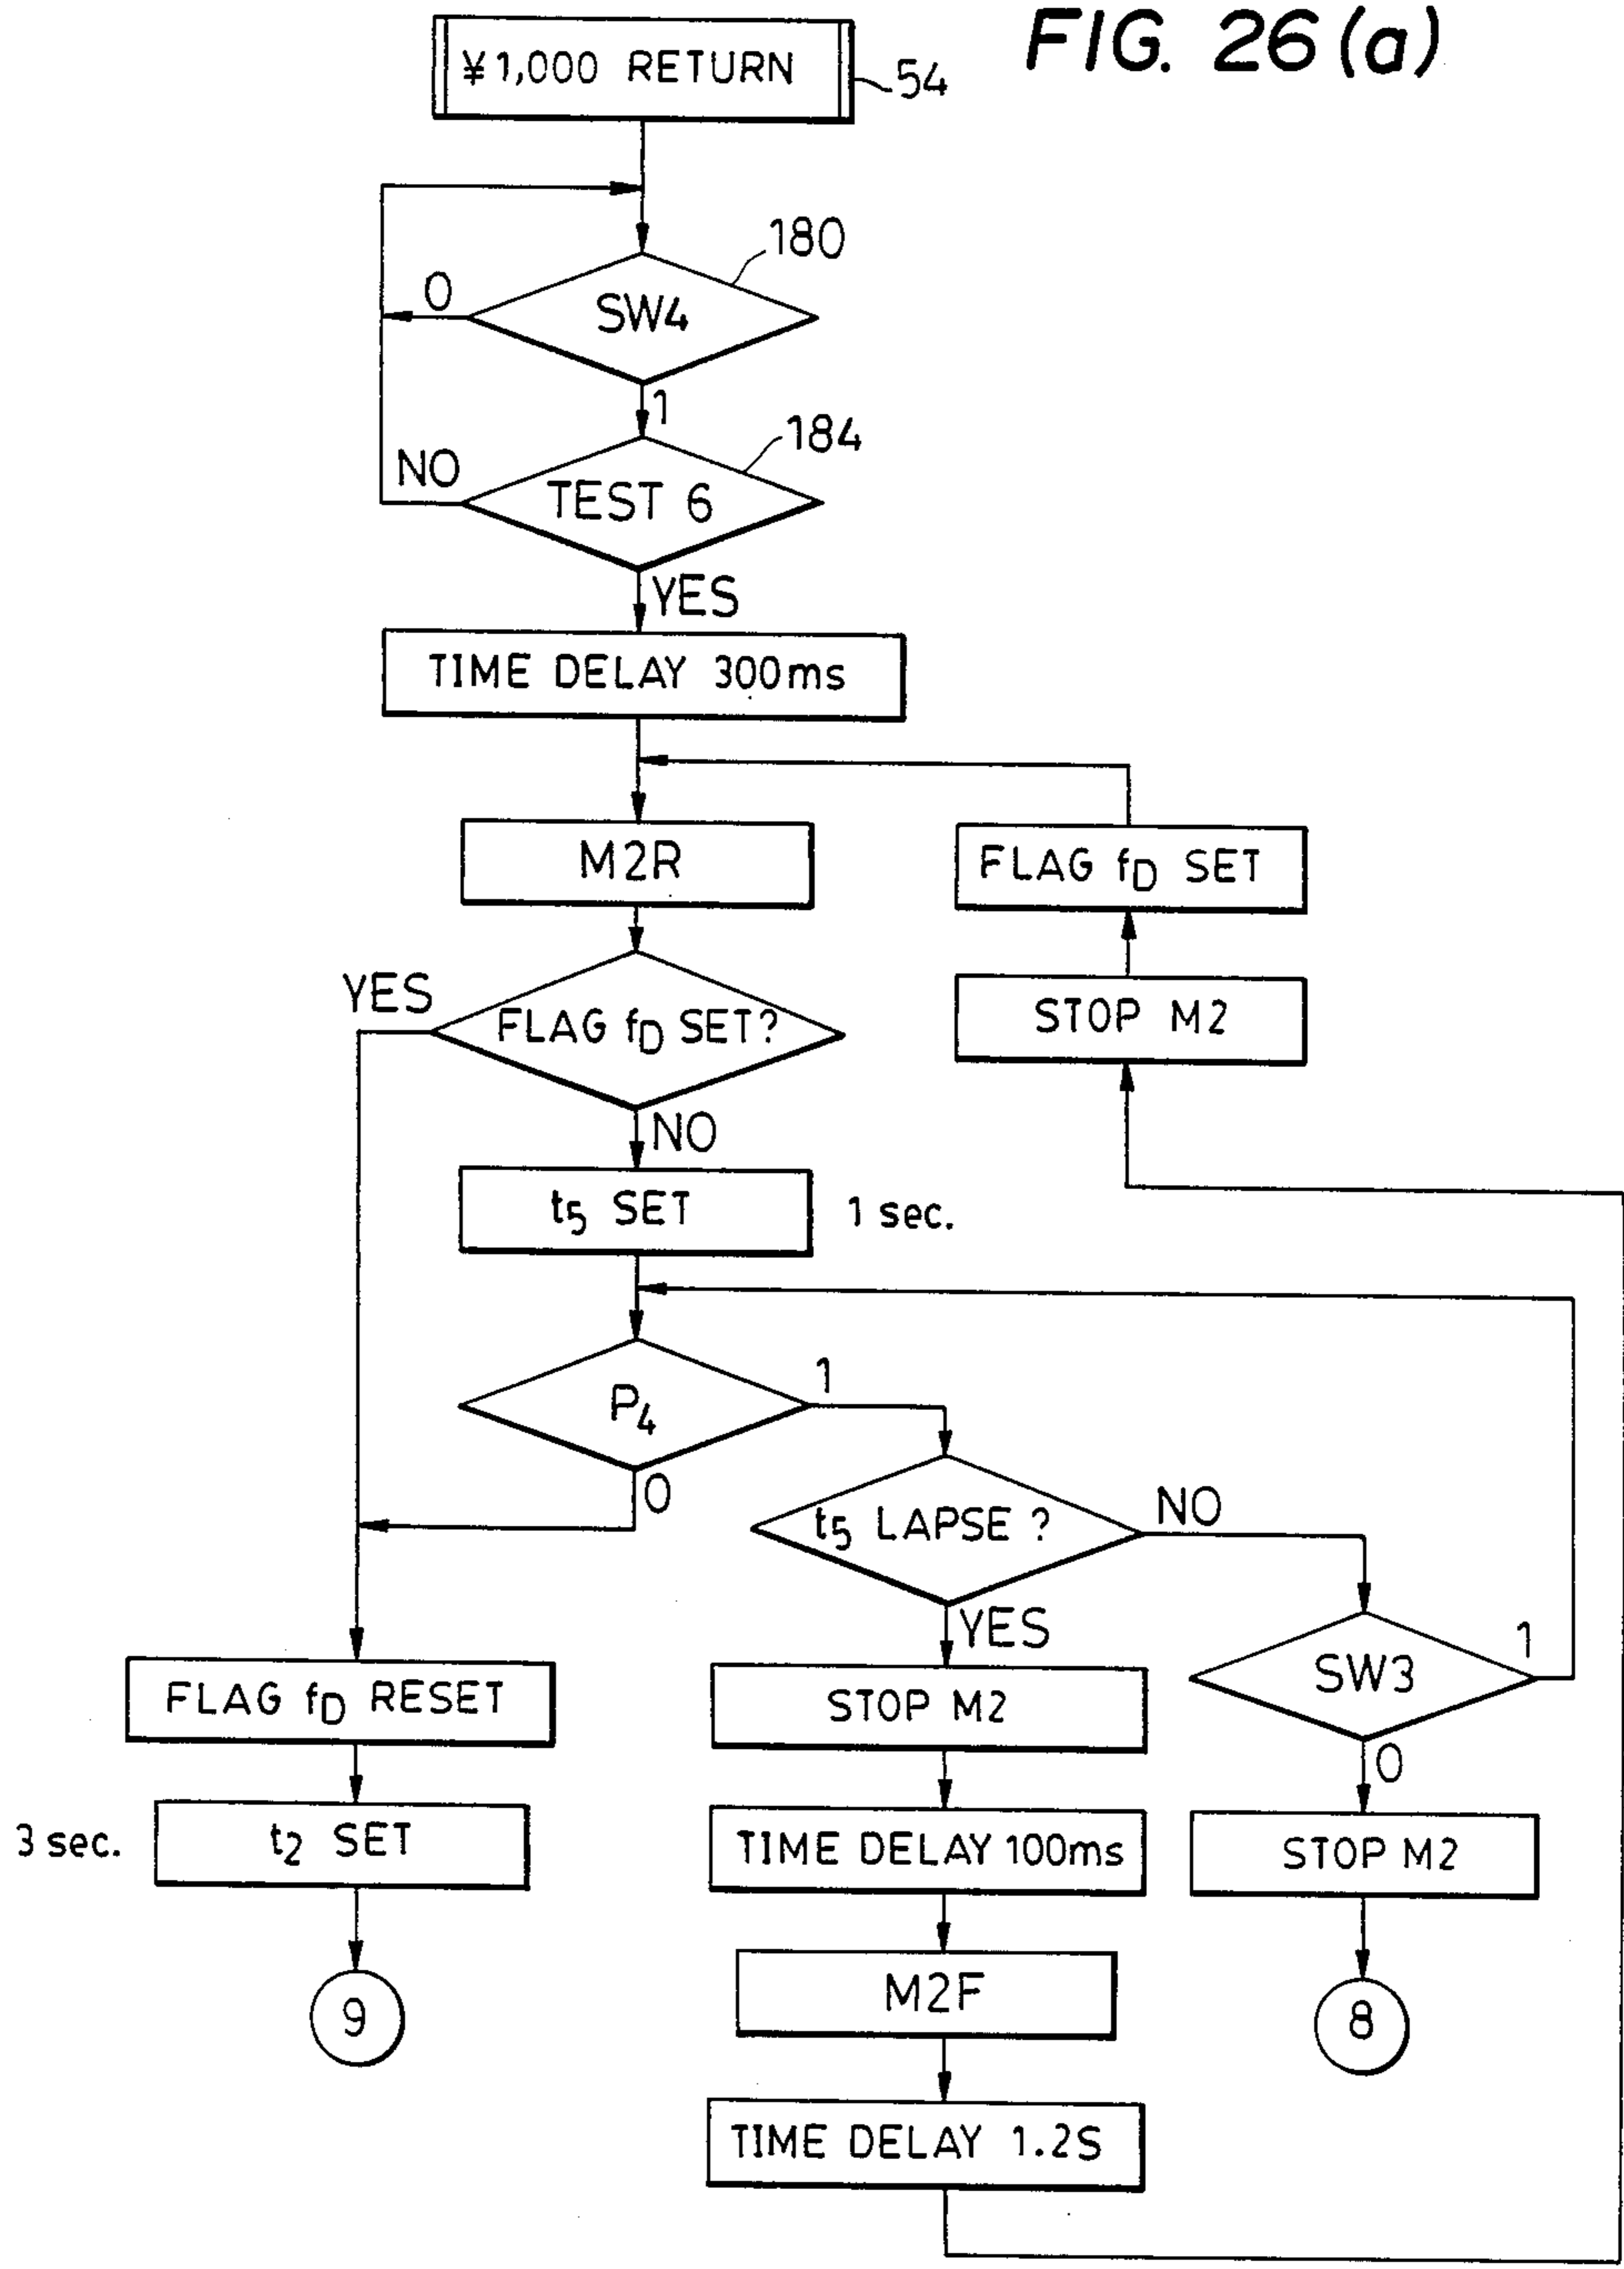 FIG. 26(a)
¥1,000 RETURN
54
180
SW4
0
1
184
TEST 6
NO
YES
TIME DELAY 300ms
M2R
FLAG fD SET
STOP M2
FLAG fD SET?
YES
NO
t5 SET
1 sec.
P4
1
0
t5 LAPSE ?
NO
YES
SW3
1
0
FLAG fD RESET
STOP M2
3 sec.
t2 SET
TIME DELAY 100ms
STOP M2
M2F
9
8
TIME DELAY 1.2S